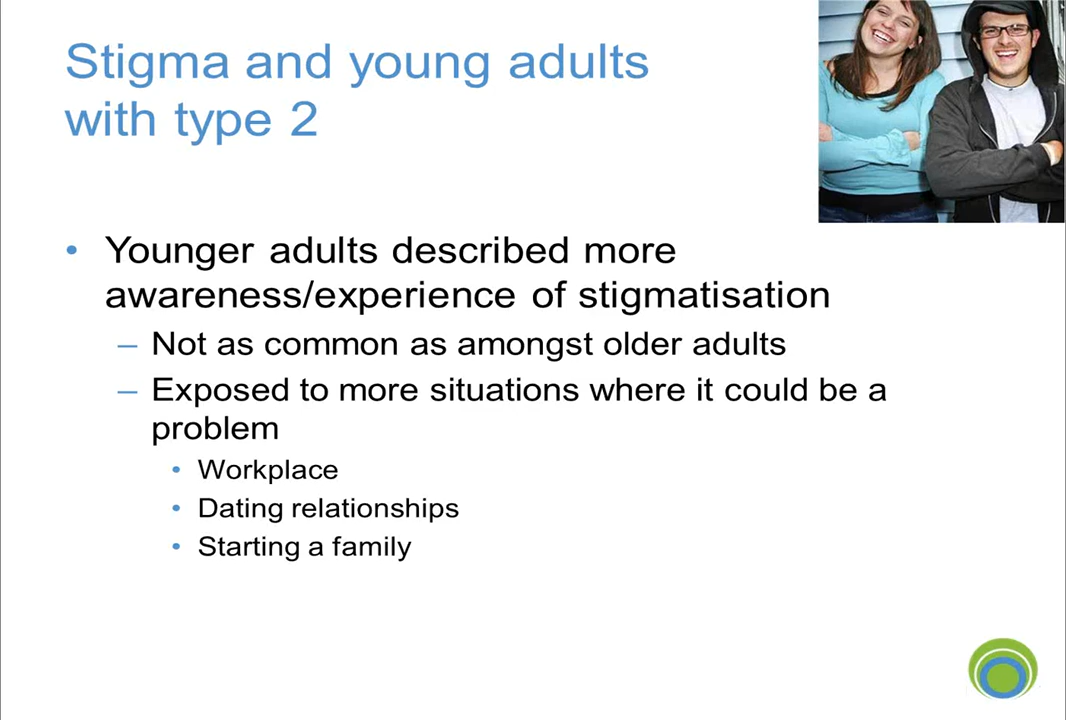 Stigma and young adults
with type 2
• Younger adults described more
awareness/experience of stigmatisation
– Not as common as amongst older adults
– Exposed to more situations where it could be a
problem
• Workplace
• Dating relationships
• Starting a family